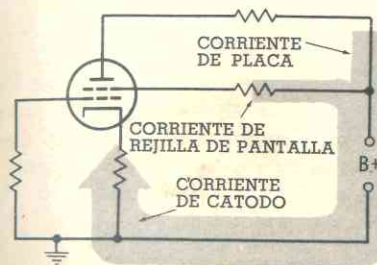 CORRIENTE
DE PLACA
CORRIENTE DE
REJILLA DE PANTALLA
B+
CORRIENTE
DE CATODO